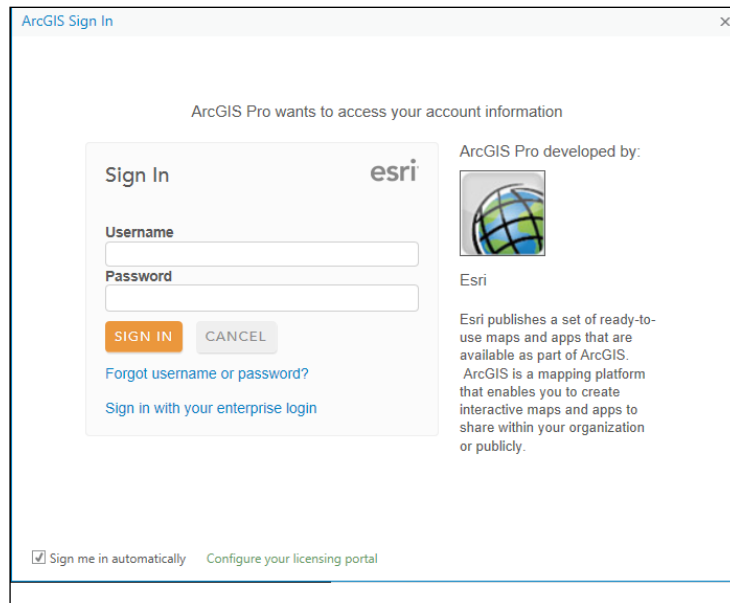 ArcGIS Sign In
ArcGIS Pro wants to access your account information
Sign In
esri
Username
Password
SIGN IN CANCEL
Forgot username or password?
Sign in with your enterprise login
ArcGIS Pro developed by:
Esri
Esri publishes a set of ready-to-
use maps and apps that are
available as part of ArcGIS.
ArcGIS is a mapping platform
that enables you to create
interactive maps and apps to
share within your organization
or publicly.
Sign me in automatically Configure your licensing portal